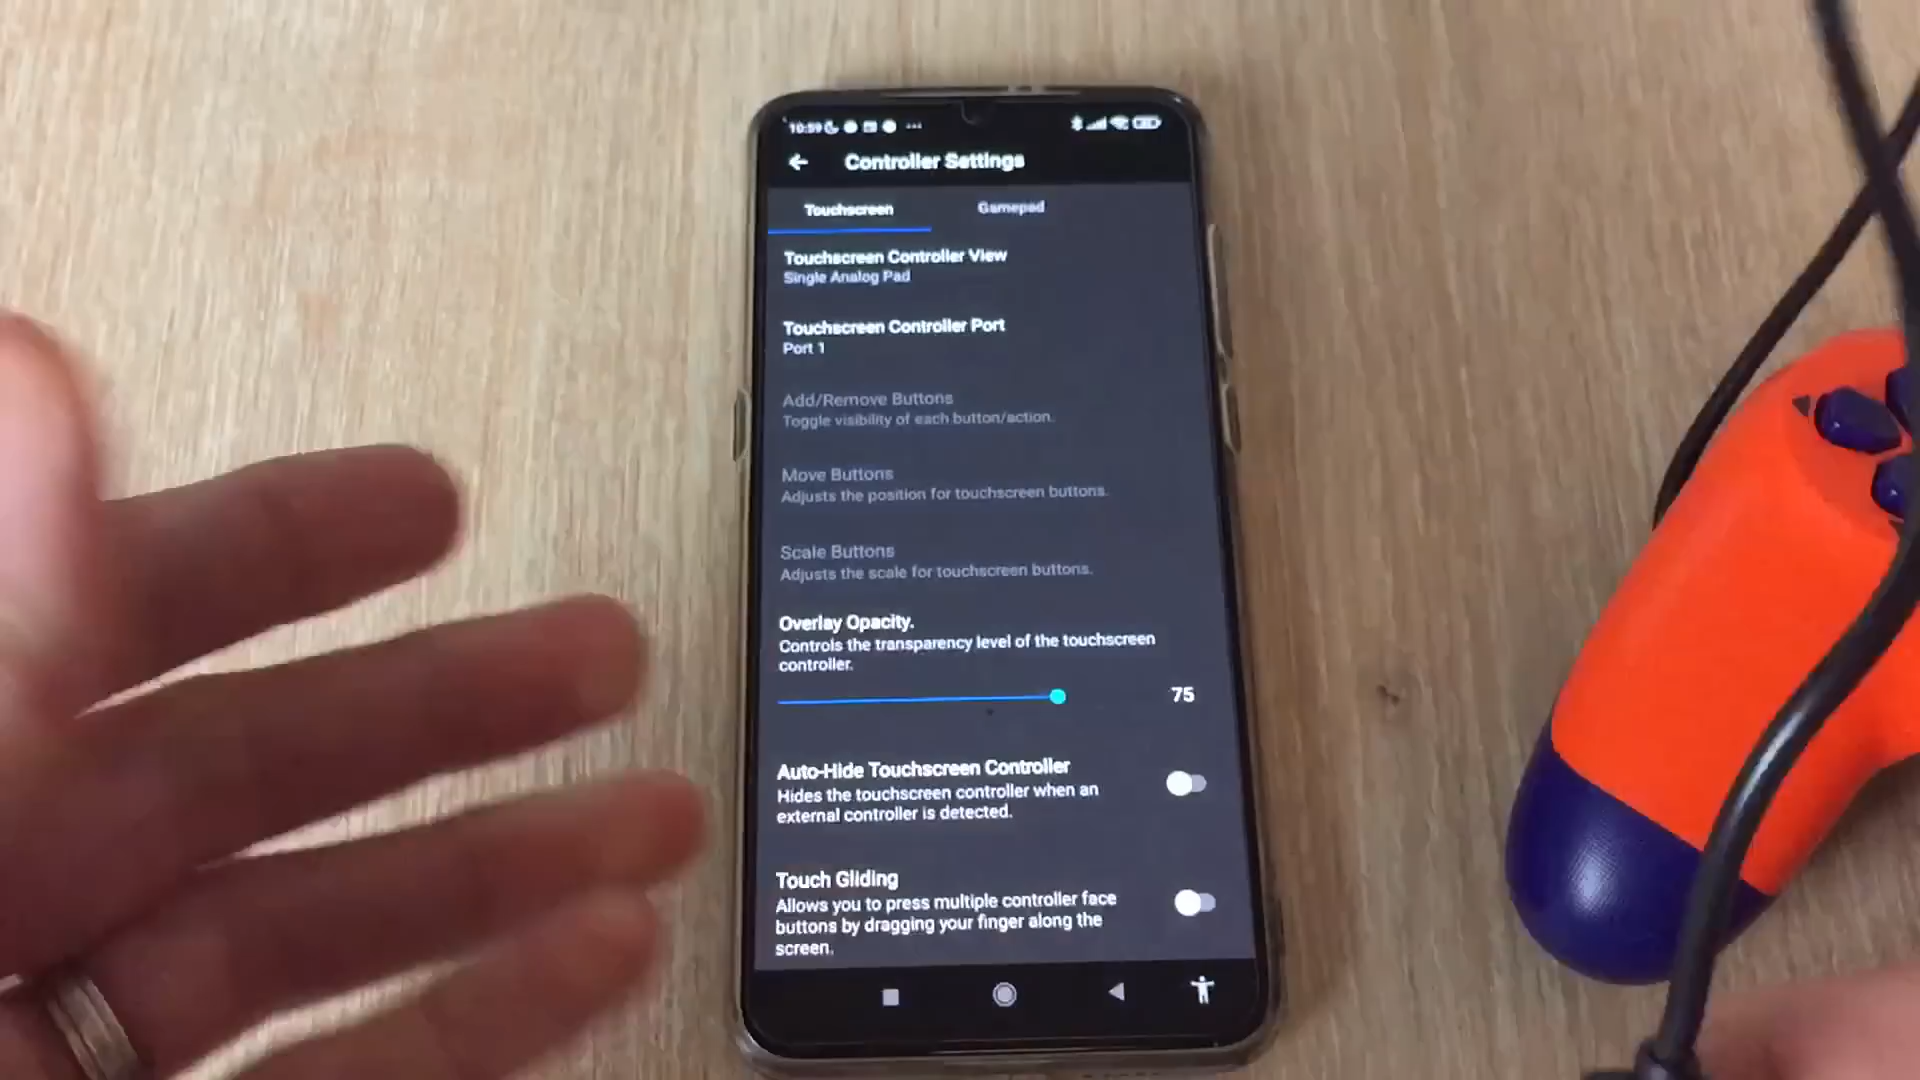 10:59
Controller Settings
Touchscreen Gamepad
Touchscreen Controller View
Single Analog Pad
Touchscreen Controller Port
Port 1
Add/Remove Buttons
Toggle visibility of each button/action.
Move Buttons
Adjusts the position for touchscreen buttons.
Scale Buttons
Adjusts the scale for touchscreen buttons.
Overlay Opacity.
Controls the transparency level of the touchscreen
controller.
75
Auto-Hide Touchscreen Controller
Hides the touchscreen controller when an
external controller is detected.
Touch Gliding
Allows you to press multiple controller face
buttons by dragging your finger along the
screen.